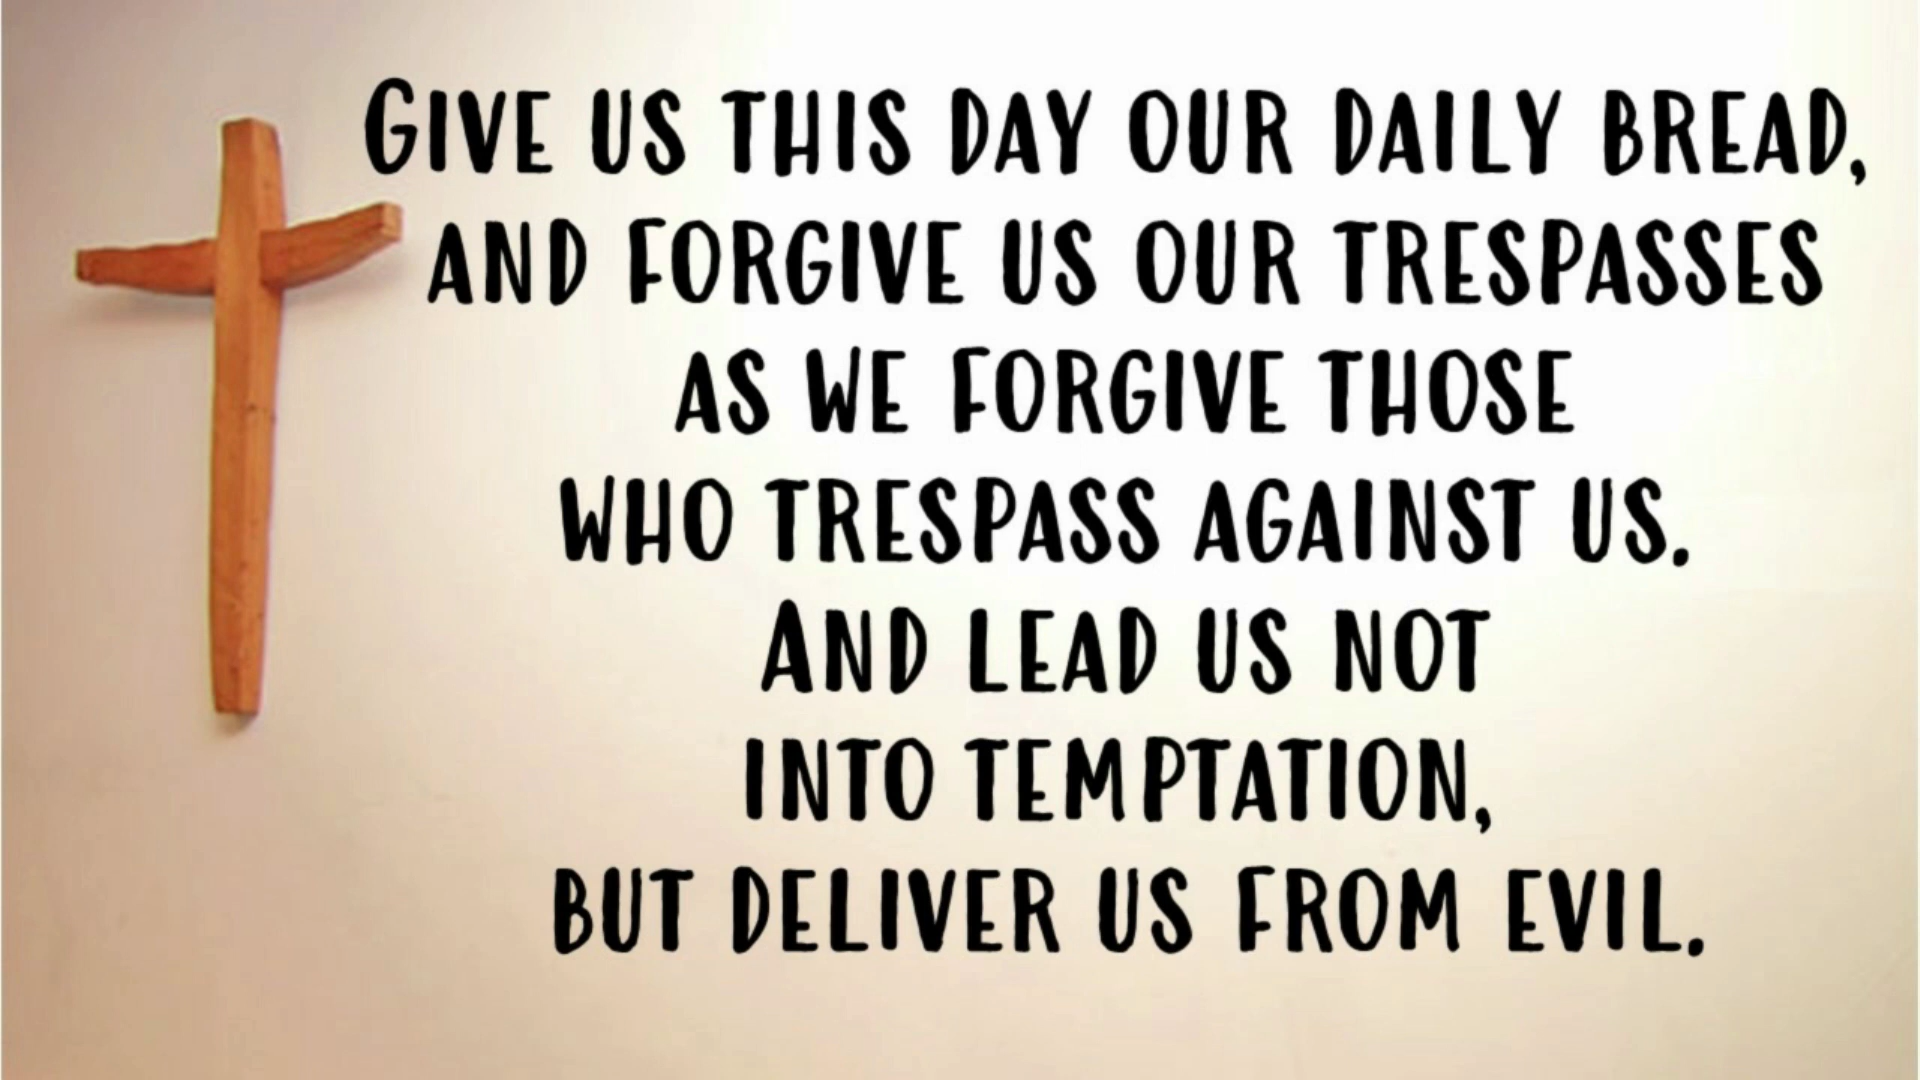 Give us this day our daily bread,
and forgive us our trespasses
as we forgive those
who trespass against us.
And lead us not
into temptation,
but deliver us from evil.